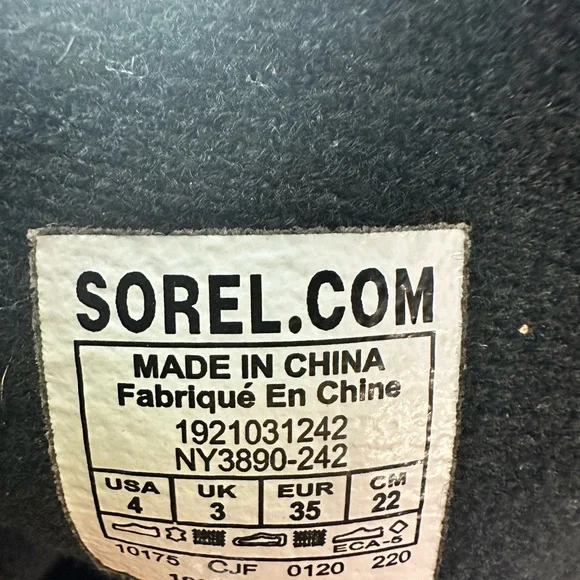 SOREL.COM
MADE IN CHINA
Fabriqué En Chine
1921031242
NY3890-242
USA UK EUR CM
4 3 35 22
ECA-5
10175 CJF 0120 220